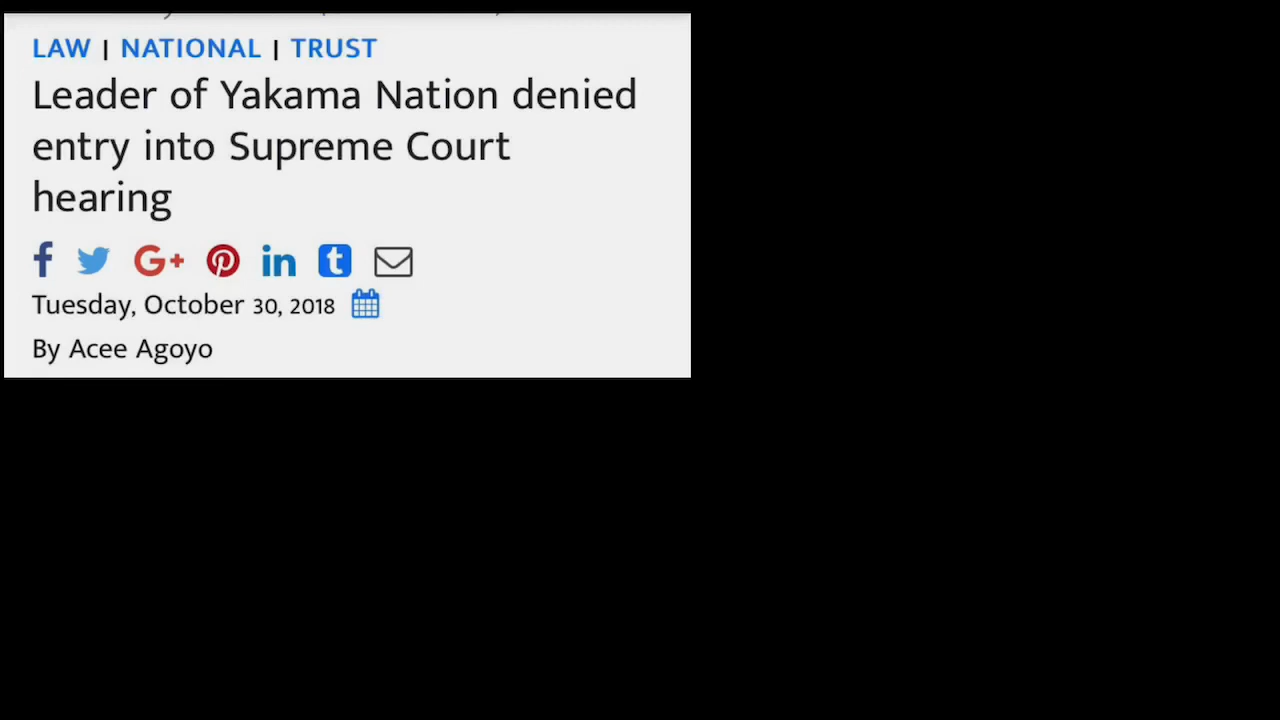 LAW | NATIONAL | TRUST
Leader of Yakama Nation denied
entry into Supreme Court
hearing
Tuesday, October 30, 2018
By Acee Agoyo